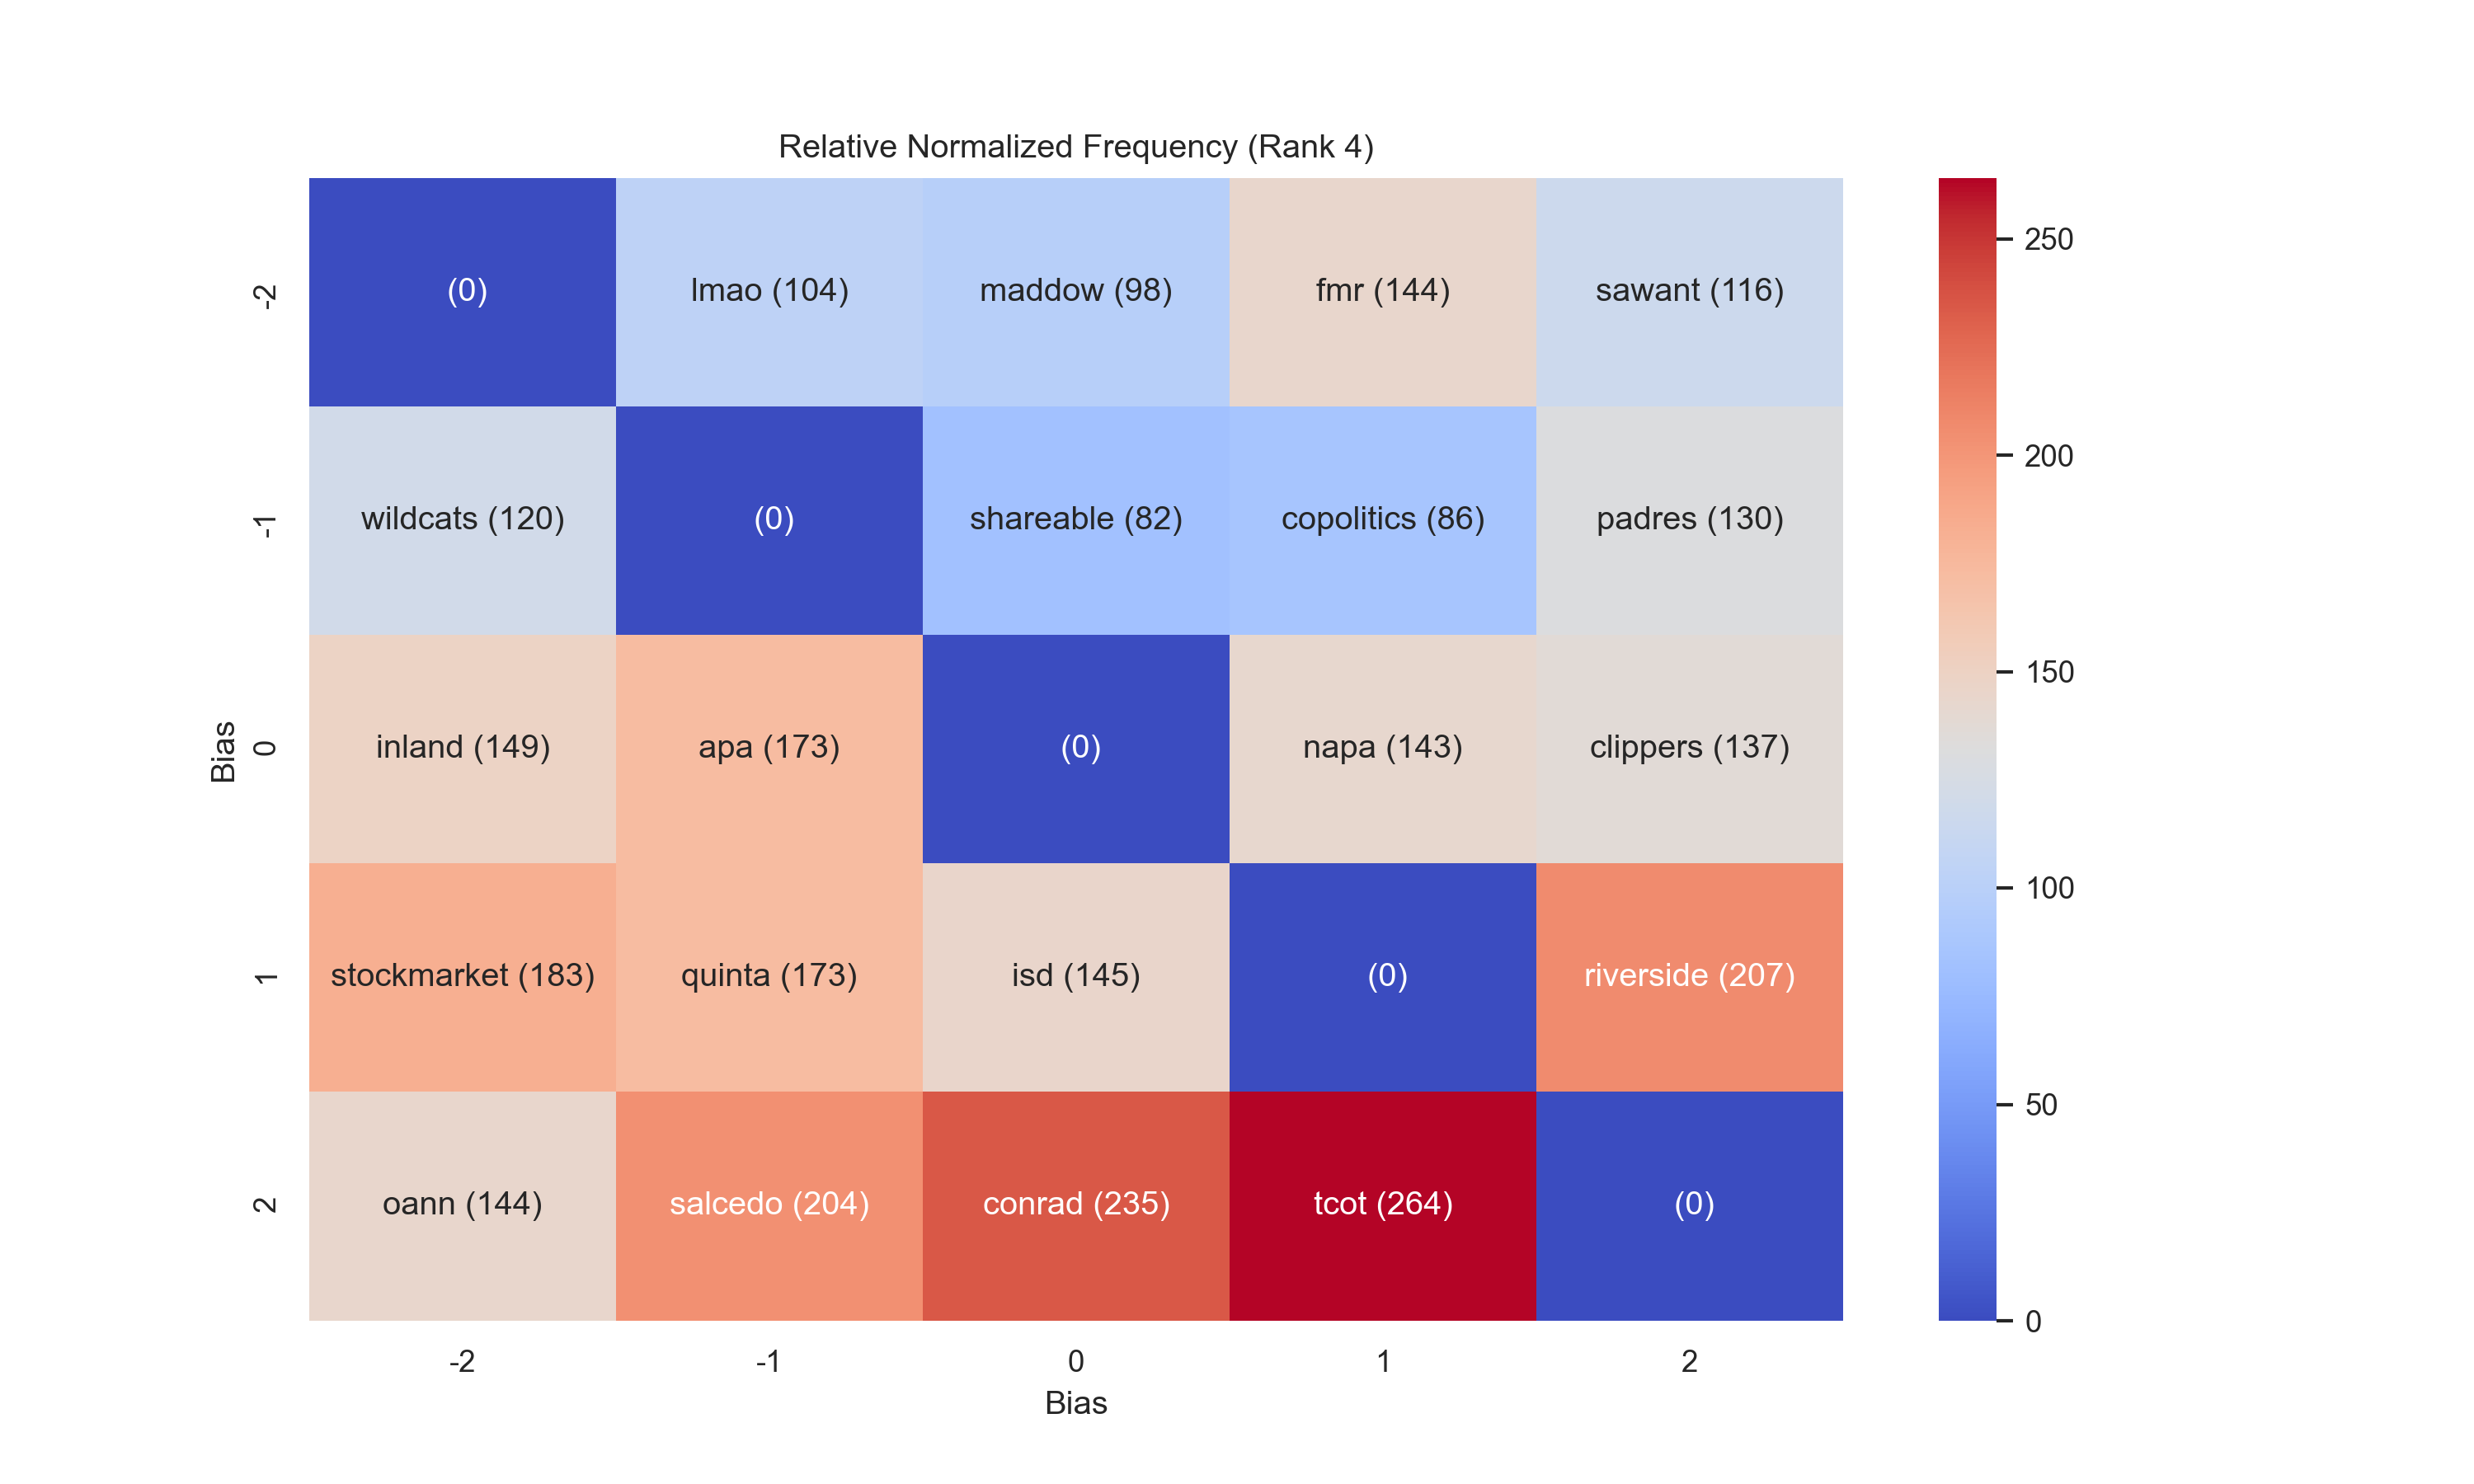 Relative Normalized Frequency (Rank 4)
-2 (0) lmao (104) maddow (98) fmr (144) sawant (116)
-1 wildcats (120) (0) shareable (82) copolitics (86) padres (130)
0 inland (149) apa (173) (0) napa (143) clippers (137)
1 stockmarket (183) quinta (173) isd (145) (0) riverside (207)
2 oann (144) salcedo (204) conrad (235) tcot (264) (0)
Bias
-2 -1 0 1 2
Bias
250
200
150
100
50
0